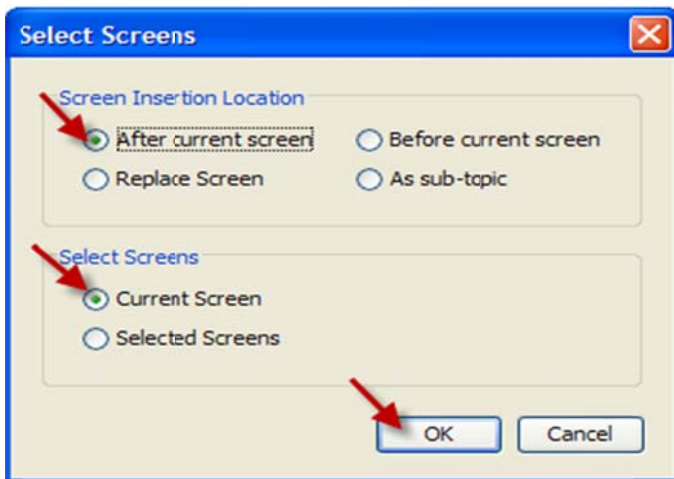 Select Screens
Screen Insertion Location
After current screen Before current screen
Replace Screen As sub-topic
Select Screens
Current Screen
Selected Screens
OK Cancel